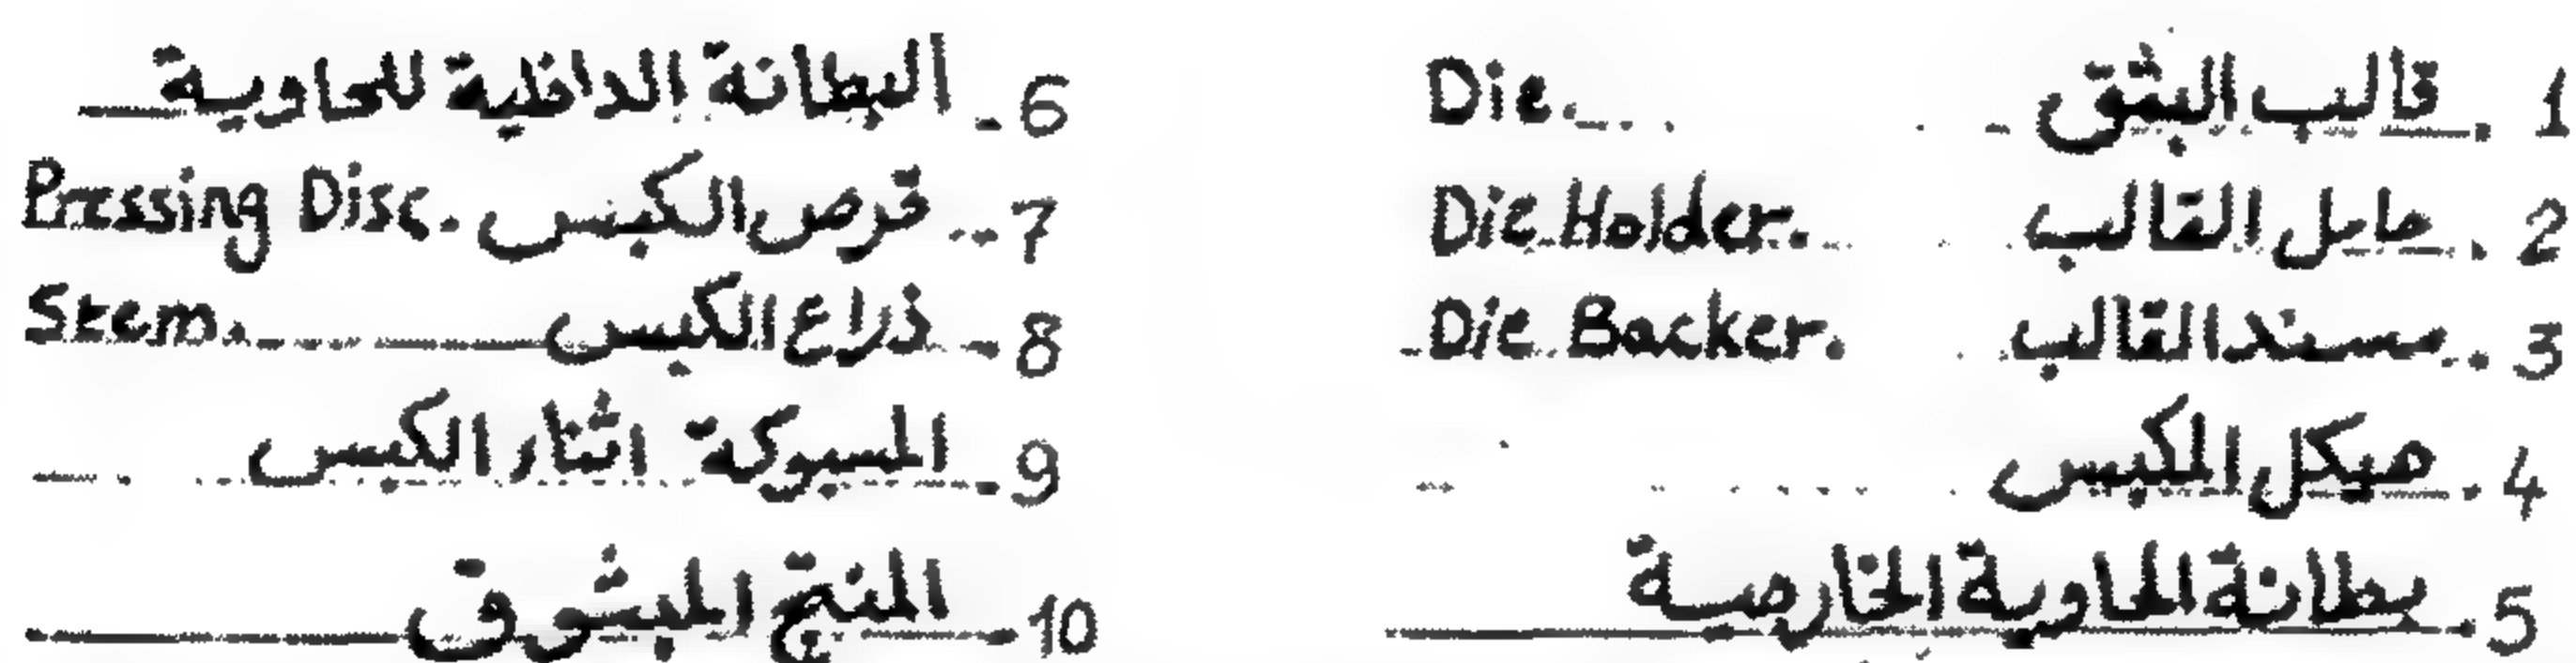 1. قالب البثق Die.
2. حامل القالب Die Holder.
3. مسند القالب Die Backer.
4. هيكل المكبس
5. بطانة الحاوية الخارجية
6- البطانة الداخلية للحاوية
7- قرص الكبس Pressing Disc.
8- ذراع الكبس Stem.
9- المسبوكة اثناء الكبس
10- المنتج المبثوق